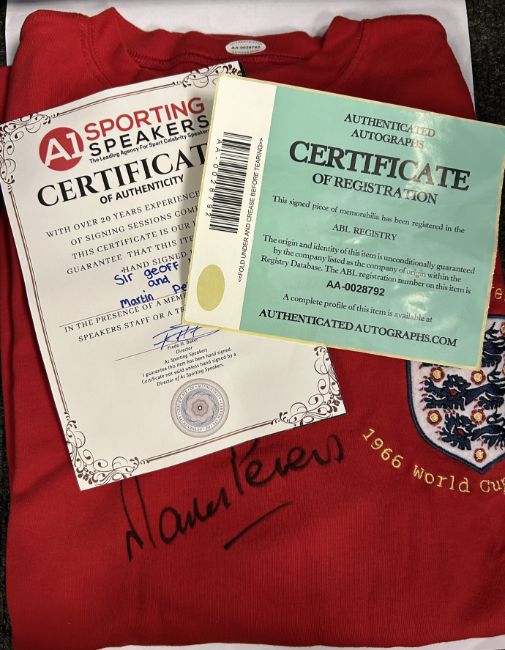 AA-0028792
A1 SPORTING
SPEAKERS
The Leading Agency For Sport Celebrity Speakers
CERTIFICAT
OF AUTHENTICITY
WITH OVER 20 YEARS EXPERIENC
OF SIGNING SESSIONS COM
THIS CERTIFICATE IS OUR
GUARANTEE THAT THIS ITE
HAND SIGNED
Sir Geoff
and
Martin Pe
IN THE PRESENCE OF A MEM
SPEAKERS STAFF OR A T
Director
A1 Sporting Speakers
I guarantee this item has been hand signed.
Certificate not valid unless hand signed by a
Director of A1 Sporting Speakers.
AUTHENTICATED
AUTOGRAPHS
CERTIFICATE
OF REGISTRATION
This signed piece of memorabilia has been registered in the
ABL REGISTRY
The origin and identity of this item is unconditionally guaranteed
by the company listed as the company of origin within the
Registry Database. The ABL registration number on this item is
AA-0028792
A complete profile of this item is available at
AUTHENTICATED AUTOGRAPHS.COM
AA-0028792
<<FOLD UNDER AND CREASE BEFORE TEARING>>
1966 World Cup
Martin Peters